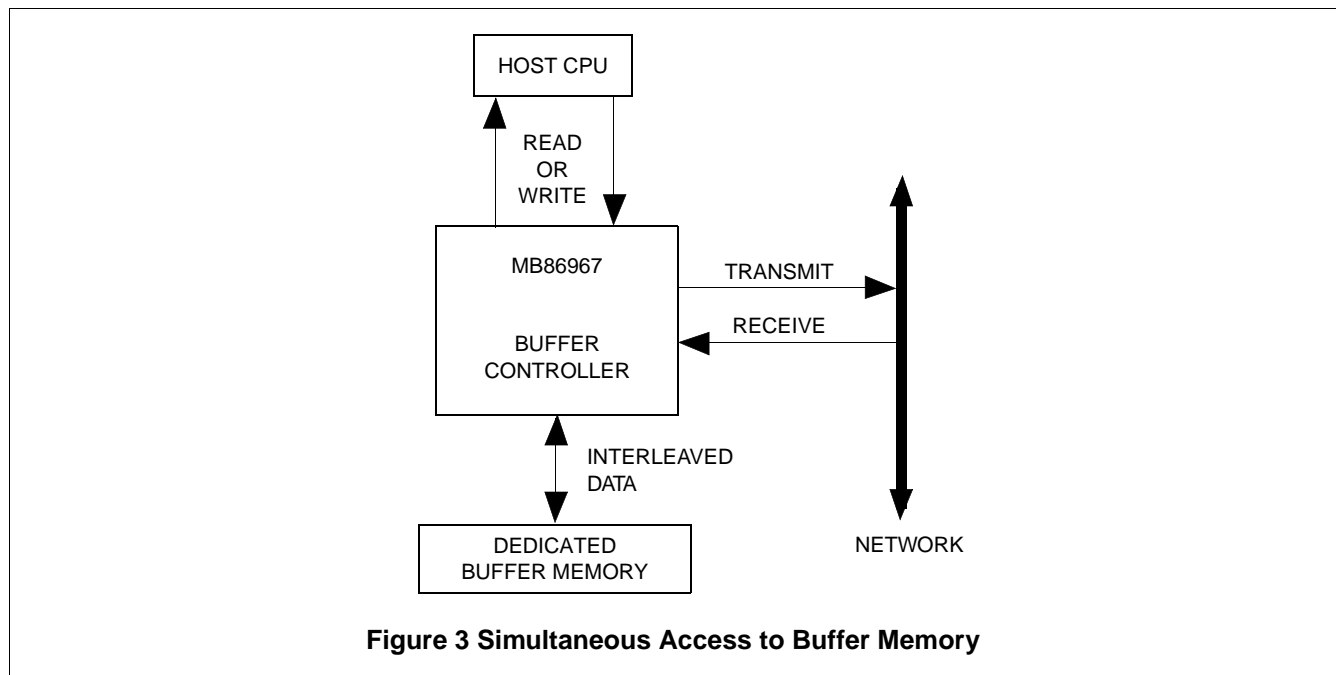 HOST CPU
READ
OR
WRITE
MB86967
BUFFER
CONTROLLER
TRANSMIT
RECEIVE
INTERLEAVED
DATA
DEDICATED
BUFFER MEMORY
NETWORK
Figure 3 Simultaneous Access to Buffer Memory